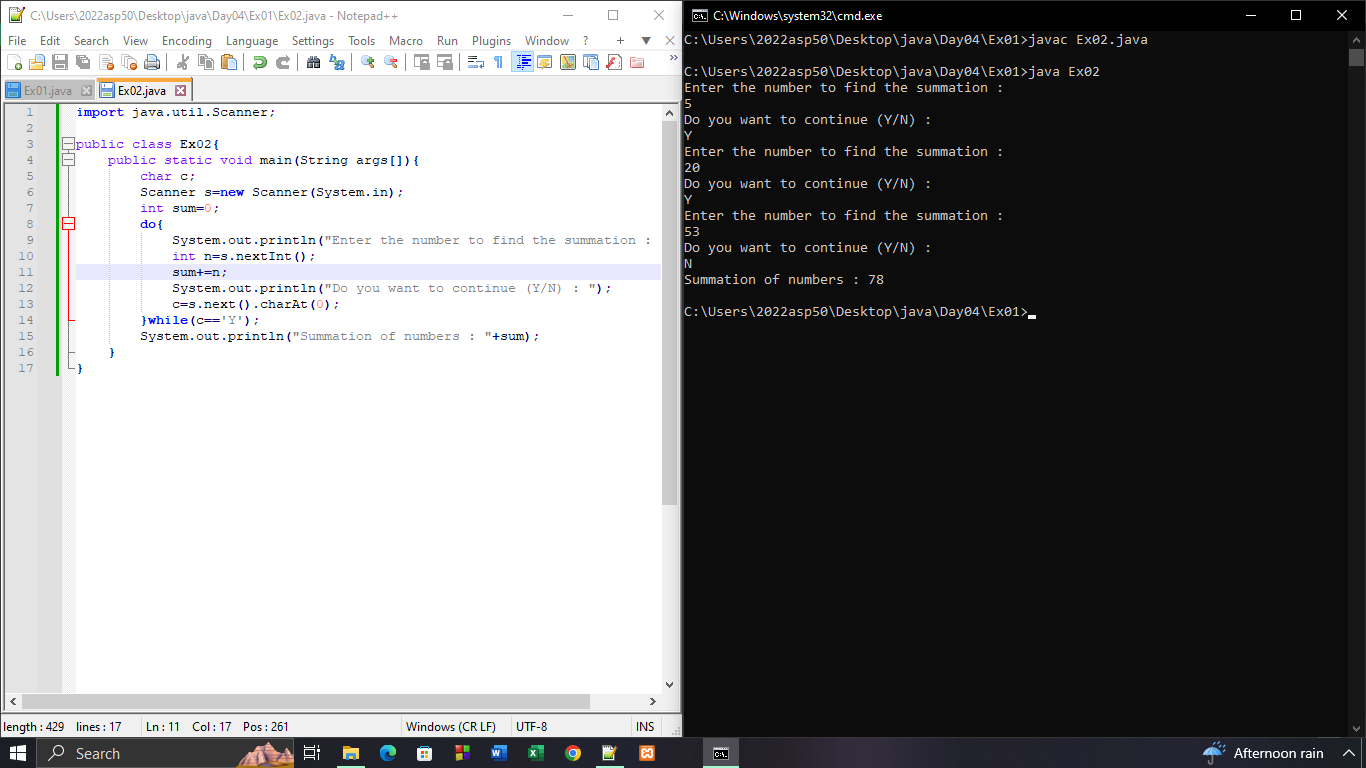 C:\Users\2022asp50\Desktop\java\Day04\Ex01\Ex02.java - Notepad++
File Edit Search View Encoding Language Settings Tools Macro Run Plugins Window ? + ▼ X
Ex01.java Ex02.java
1 import java.util.Scanner;
2
3 public class Ex02{
4 public static void main(String args[]){
5 char c;
6 Scanner s=new Scanner(System.in);
7 int sum=0;
8 do{
9 System.out.println("Enter the number to find the summation :
10 int n=s.nextInt();
11 sum+=n;
12 System.out.println("Do you want to continue (Y/N) : ");
13 c=s.next().charAt(0);
14 }while(c=='Y');
15 System.out.println("Summation of numbers : "+sum);
16 }
17 }
length : 429 lines : 17 Ln : 11 Col : 17 Pos : 261 Windows (CR LF) UTF-8 INS
C:\Windows\system32\cmd.exe
C:\Users\2022asp50\Desktop\java\Day04\Ex01>javac Ex02.java
C:\Users\2022asp50\Desktop\java\Day04\Ex01>java Ex02
Enter the number to find the summation :
5
Do you want to continue (Y/N) :
Y
Enter the number to find the summation :
20
Do you want to continue (Y/N) :
Y
Enter the number to find the summation :
53
Do you want to continue (Y/N) :
N
Summation of numbers : 78
C:\Users\2022asp50\Desktop\java\Day04\Ex01>
Search
Afternoon rain